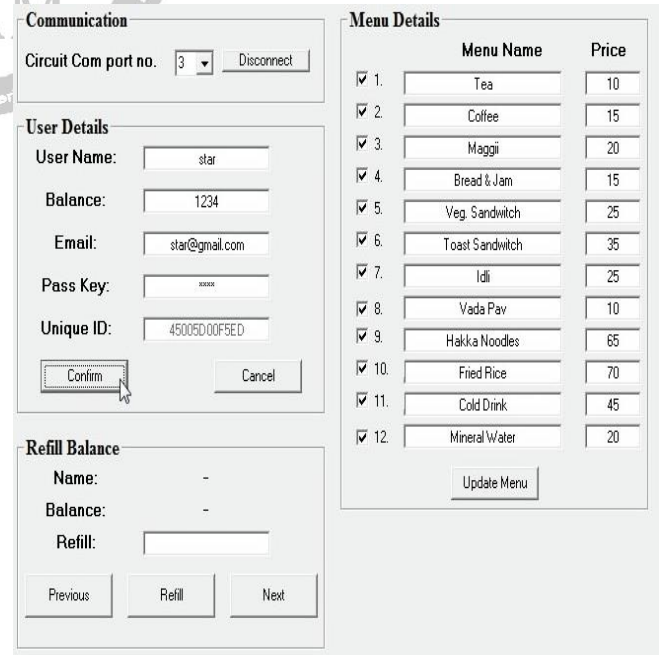 Communication
Circuit Com port no. 3 Disconnect
User Details
User Name: star
Balance: 1234
Email: star@gmail.com
Pass Key: xxxx
Unique ID: 45005D00F5ED
Confirm Cancel
Refill Balance
Name: -
Balance: -
Refill:
Previous Refill Next
Menu Details
Menu Name Price
1. Tea 10
2. Coffee 15
3. Maggii 20
4. Bread & Jam 15
5. Veg. Sandwitch 25
6. Toast Sandwitch 35
7. Idli 25
8. Vada Pav 10
9. Hakka Noodles 65
10. Fried Rice 70
11. Cold Drink 45
12. Mineral Water 20
Update Menu